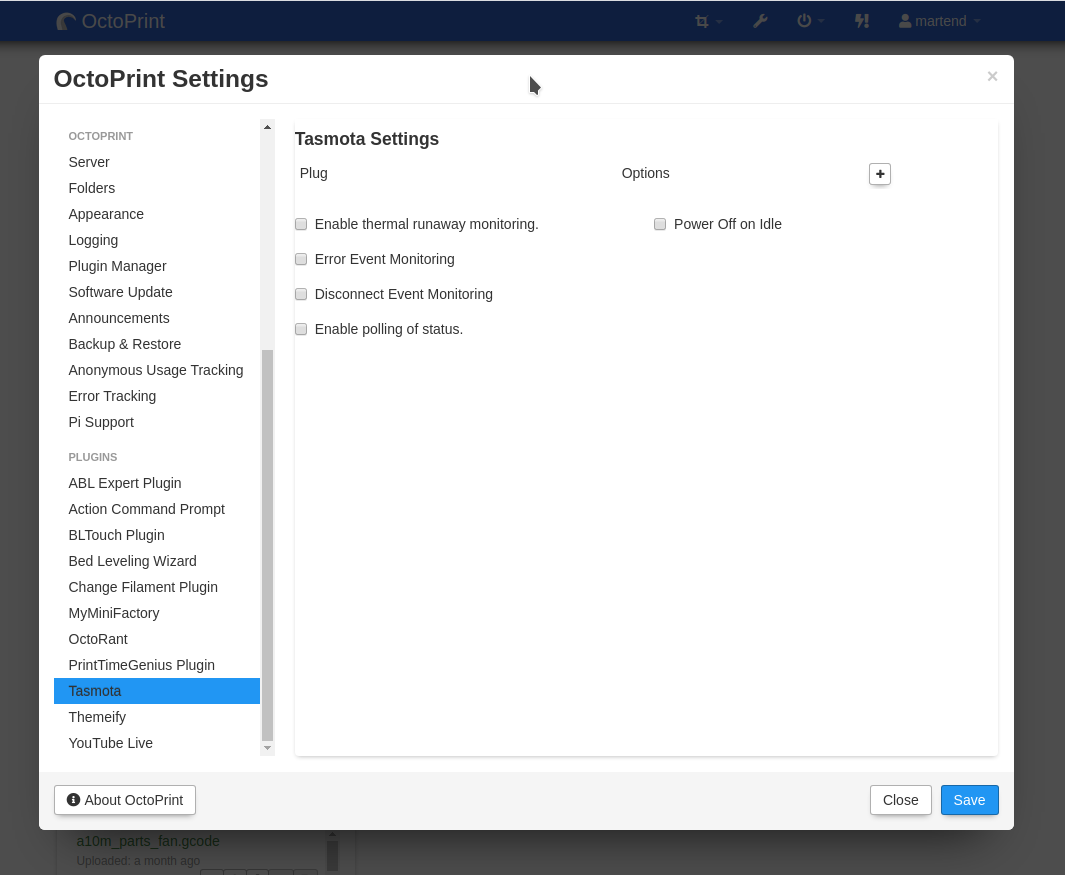 OctoPrint
martend
OctoPrint Settings
×
OCTOPRINT
Server
Folders
Appearance
Logging
Plugin Manager
Software Update
Announcements
Backup & Restore
Anonymous Usage Tracking
Error Tracking
Pi Support
PLUGINS
ABL Expert Plugin
Action Command Prompt
BLTouch Plugin
Bed Leveling Wizard
Change Filament Plugin
MyMiniFactory
OctoRant
PrintTimeGenius Plugin
Tasmota
Themeify
YouTube Live
Tasmota Settings
Plug Options +
Enable thermal runaway monitoring. Power Off on Idle
Error Event Monitoring
Disconnect Event Monitoring
Enable polling of status.
About OctoPrint Close Save
a10m_parts_fan.gcode
Uploaded: a month ago